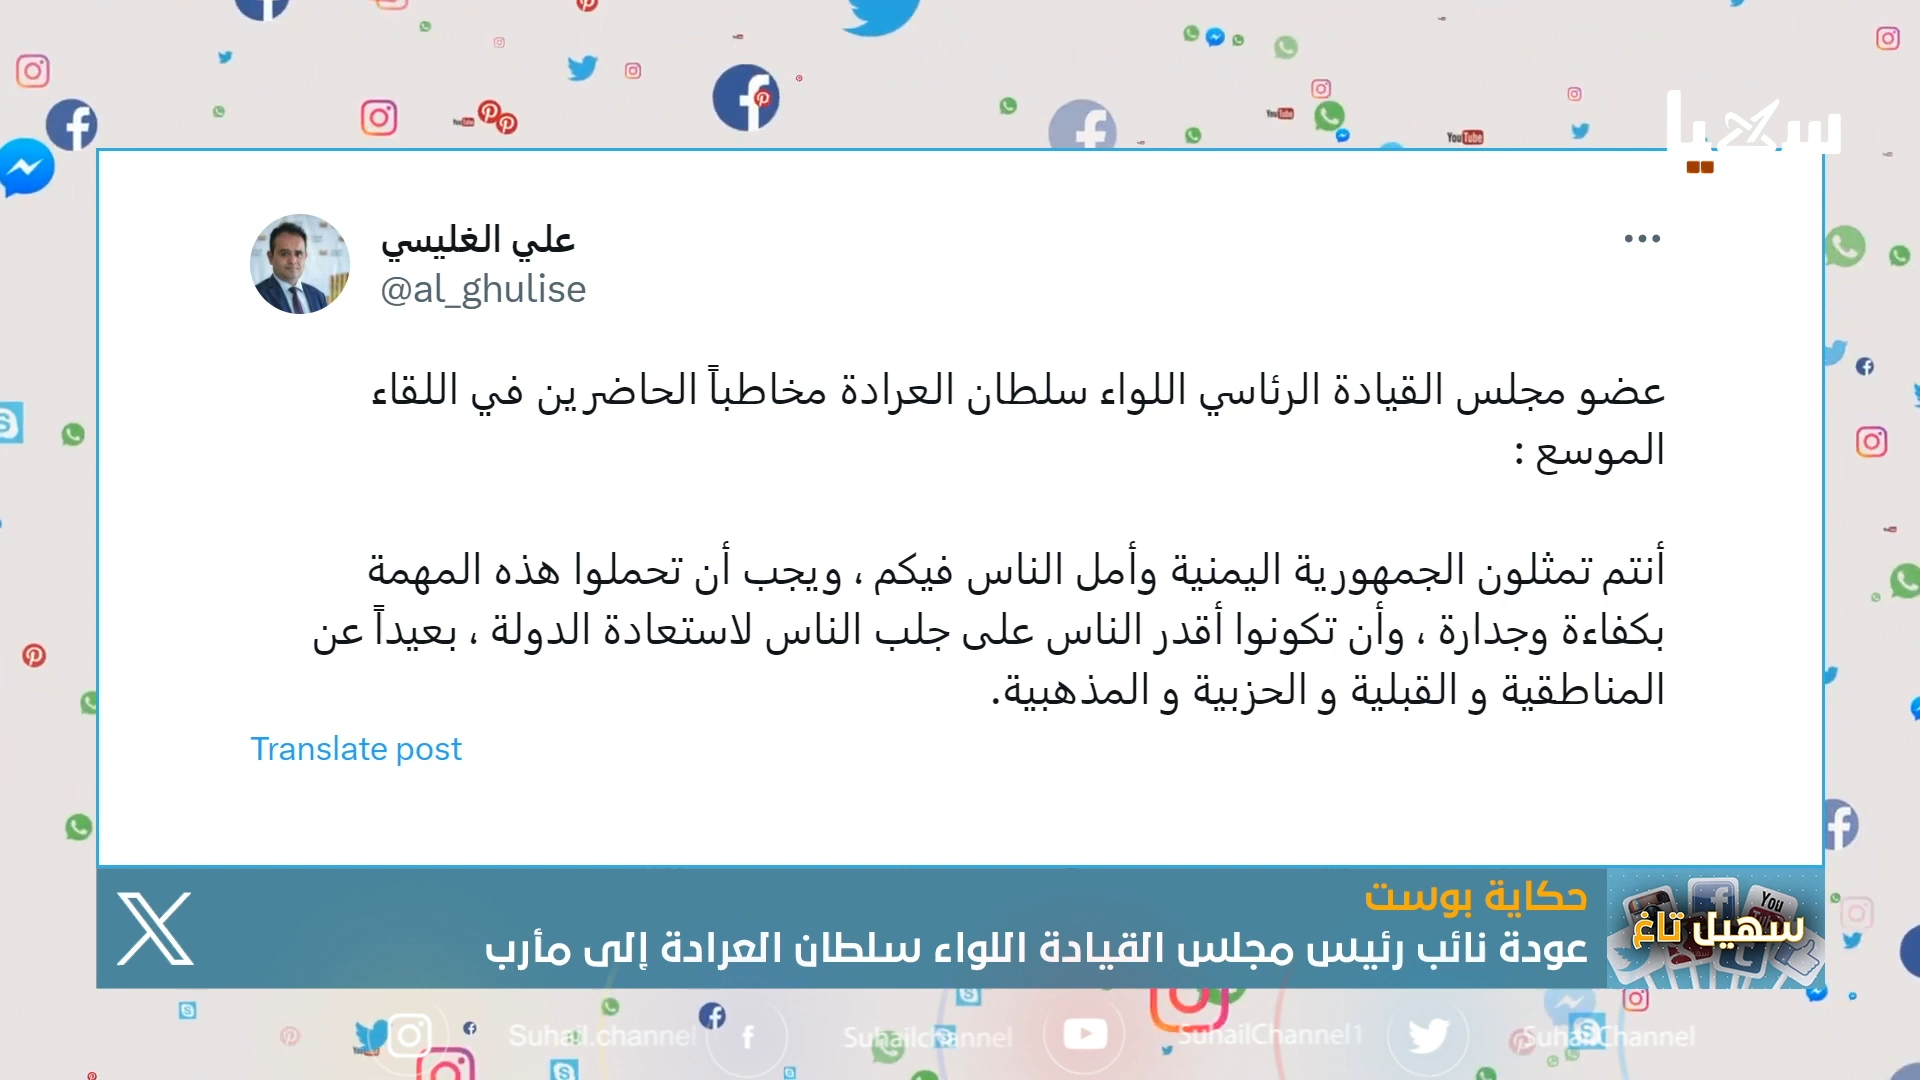 سهيل
علي الغليسي
@al_ghulise
عضو مجلس القيادة الرئاسي اللواء سلطان العرادة مخاطباً الحاضرين في اللقاء
الموسع :
أنتم تمثلون الجمهورية اليمنية وأمل الناس فيكم ، ويجب أن تحملوا هذه المهمة
بكفاءة وجدارة ، وأن تكونوا أقدر الناس على جلب الناس لاستعادة الدولة ، بعيداً عن
المناطقية و القبلية و الحزبية و المذهبية.
Translate post
حكاية بوست
عودة نائب رئيس مجلس القيادة اللواء سلطان العرادة إلى مأرب
سهيل تاغ
Suhail.channel
Suhailchannel
SuhailChannel1
SuhailChannel